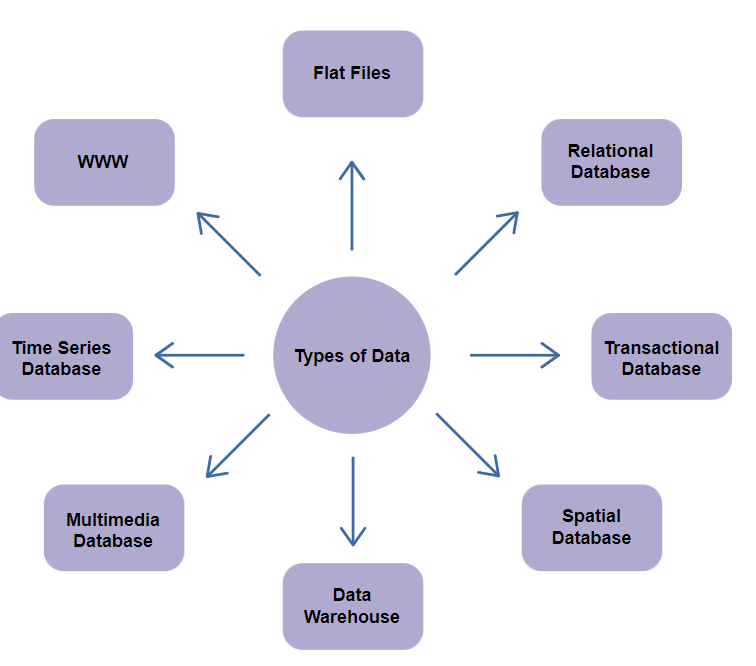 Flat Files
WWW
Relational
Database
Time Series
Database
Types of Data
Transactional
Database
Multimedia
Database
Spatial
Database
Data
Warehouse